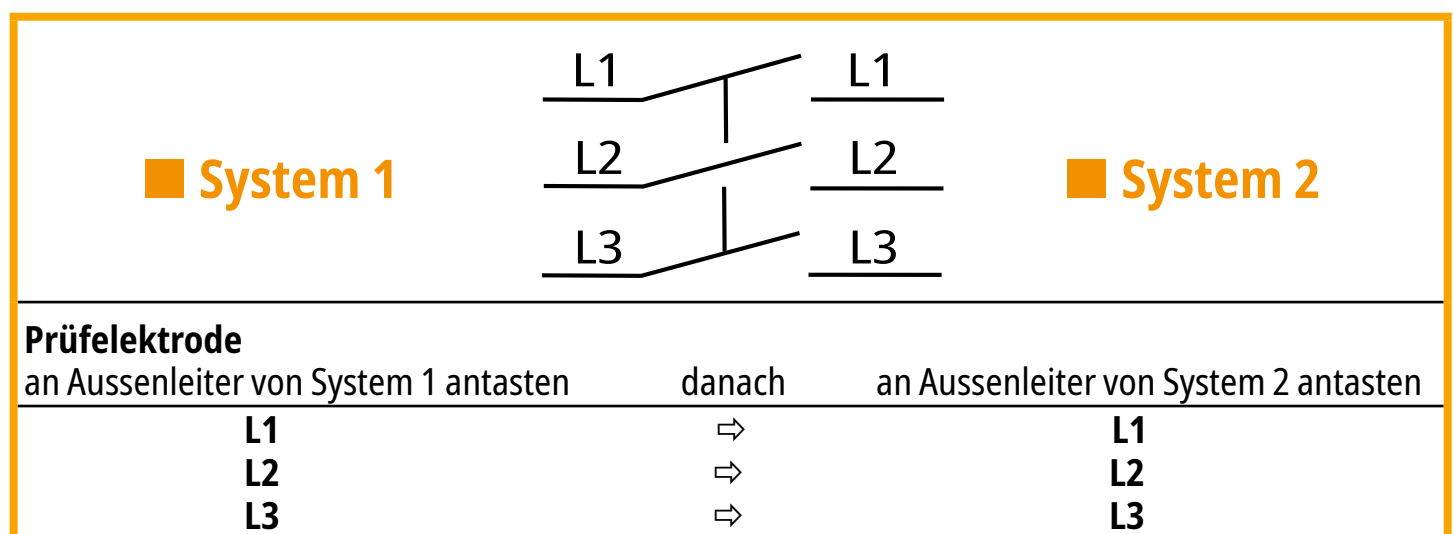 L1 L1
■ System 1 L2 L2 ■ System 2
L3 L3
Prüfelektrode
an Aussenleiter von System 1 antasten danach an Aussenleiter von System 2 antasten
L1 ⇨ L1
L2 ⇨ L2
L3 ⇨ L3